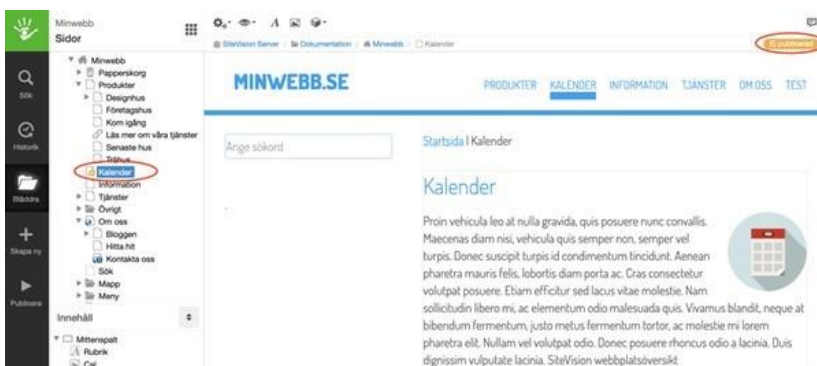 Minwebb
Sidor
SiteVision Server / Dokumentation / Minwebb / Kalender
Ej publicerad
Sök
Historik
Bläddra
Skapa ny
Publicera
Minwebb
Papperskorg
Produkter
Designhus
Företagshus
Kom igång
Läs mer om våra tjänster
Senaste hus
Trähus
Kalender
Information
Tjänster
Övrigt
Om oss
Bloggen
Hitta hit
Kontakta oss
Sök
Mapp
Meny
Innehåll
Mittenspalt
Rubrik
MINWEBB.SE
PRODUKTER KALENDER INFORMATION TJÄNSTER OM OSS TEST
Ange sökord
Startsida | Kalender
Kalender
Proin vehicula leo at nulla gravida, quis posuere nunc convallis.
Maecenas diam nisi, vehicula quis semper non, semper vel
turpis. Donec suscipit turpis id condimentum tincidunt. Aenean
pharetra mauris felis, lobortis diam porta ac. Cras consectetur
volutpat posuere. Etiam efficitur sed lacus vitae molestie. Nam
sollicitudin libero mi, ac elementum odio malesuada quis. Vivamus blandit, neque at
bibendum fermentum, justo metus fermentum tortor, ac molestie mi lorem
pharetra elit. Nullam vel volutpat odio. Donec posuere rhoncus odio a lacinia. Duis
dignissim vulputate lacinia. SiteVision webbplatsöversikt